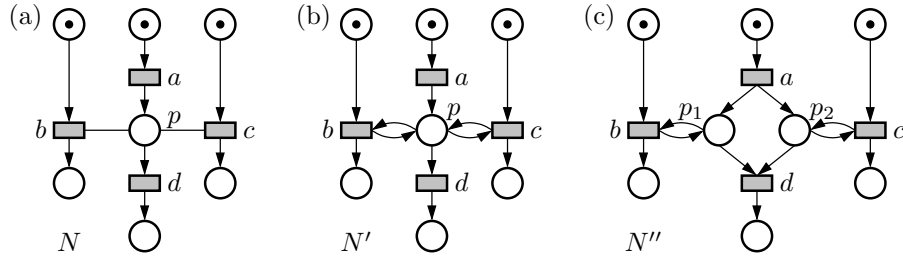 (a) (b) (c)
a a a
b p c b p c b p₁ p₂ c
d d d
N N′ N″